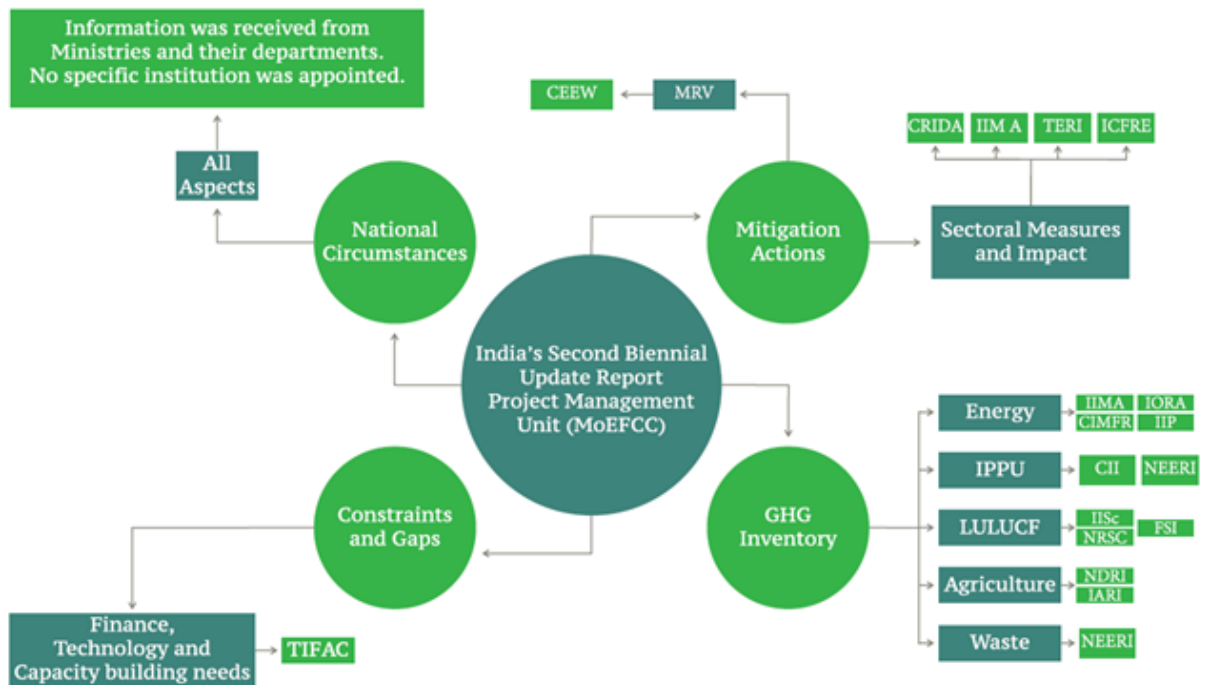 Information was received from
Ministries and their departments.
No specific institution was appointed.
All
Aspects
National
Circumstances
CEEW
MRV
Mitigation
Actions
CRIDA
IIM A
TERI
ICFRE
Sectoral Measures
and Impact
India's Second Biennial
Update Report
Project Management
Unit (MoEFCC)
Constraints
and Gaps
Finance,
Technology and
Capacity building needs
TIFAC
GHG
Inventory
Energy
IIMA
IORA
CIMFR
IIP
IPPU
CII
NEERI
LULUCF
IISc
NRSC
FSI
Agriculture
NDRI
IARI
Waste
NEERI